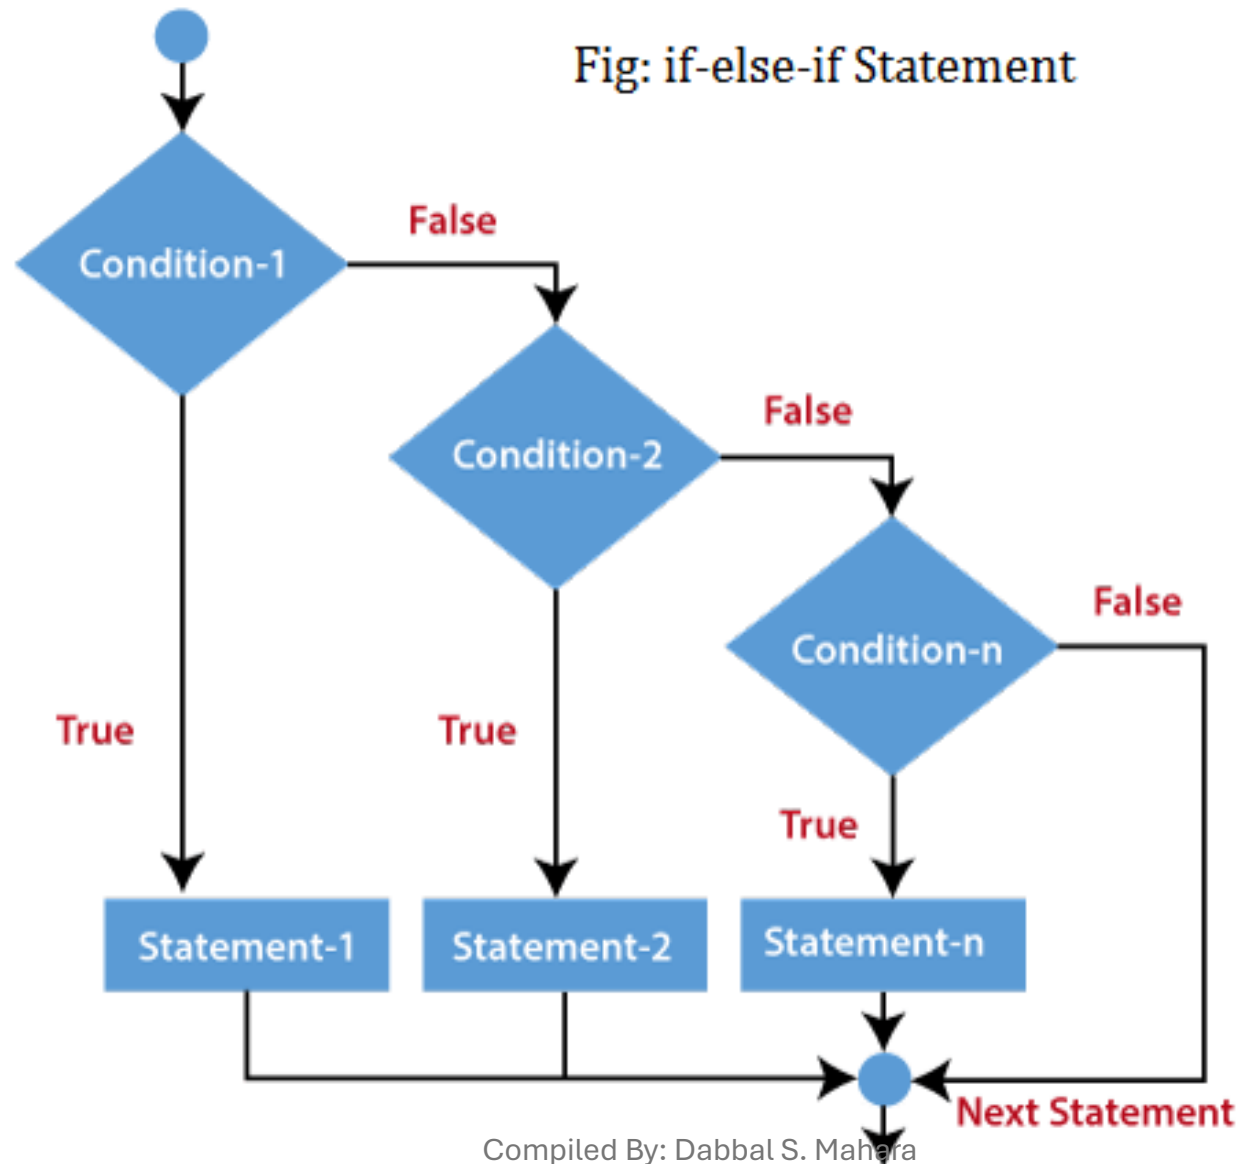 Fig: if-else-if Statement
False
Condition-1
False
Condition-2
False
Condition-n
True
True
True
Statement-1
Statement-2
Statement-n
Next Statement
Compiled By: Dabbal S. Mahara